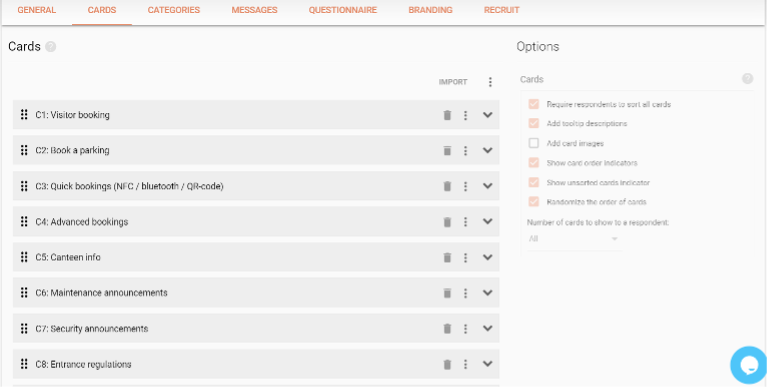 GENERAL CARDS CATEGORIES MESSAGES QUESTIONNAIRE BRANDING RECRUIT
Cards ?
IMPORT
C1: Visitor booking
C2: Book a parking
C3: Quick bookings (NFC / bluetooth / QR-code)
C4: Advanced bookings
C5: Canteen info
C6: Maintenance announcements
C7: Security announcements
C8: Entrance regulations
Options
Cards ?
Require respondents to sort all cards
Add tooltip descriptions
Add card images
Show card order indicators
Show unsorted cards indicator
Randomize the order of cards
Number of cards to show to a respondent:
All